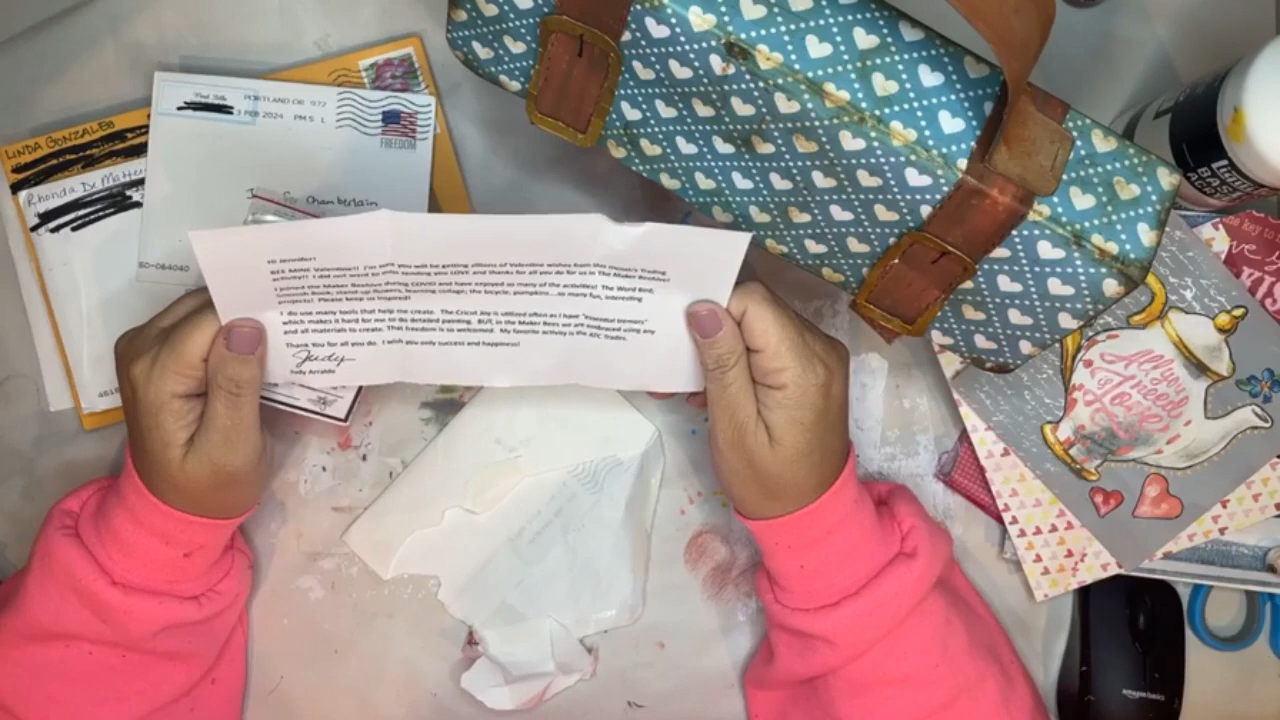 LINDA GONZALES
Rhonda De Matte
PORTLAND OR 972
3 FEB 2024 PM 5 L
FREEDOM
for Chamberlain
50-064040
Hi Jennifer!
BEE MINE Valentine!! I'm sure you will be getting zillions of Valentine wishes from this month's Trading
activity!! I did not want to miss sending you LOVE and thanks for all you do for us in The Maker Beehive!
I joined the Maker Beehive during COVID and have enjoyed so many of the activities! The Word Bird,
Smoosh Book, stand-up flowers, learning collage, the bicycle, pumpkins....so many fun, interesting
projects! Please keep us inspired!
I do use many tools that help me create. The Cricut Joy is utilized often as I have "Essential tremors"
which makes it hard for me to do detailed painting. BUT, in the Maker Bees we are embraced using any
and all materials to create. That freedom is so welcomed. My favorite activity is the ATC Trades.
Thank You for all you do. I wish you only success and happiness!
Judy
BASI
ACRY
All you
need
is
Love
amazonbasics